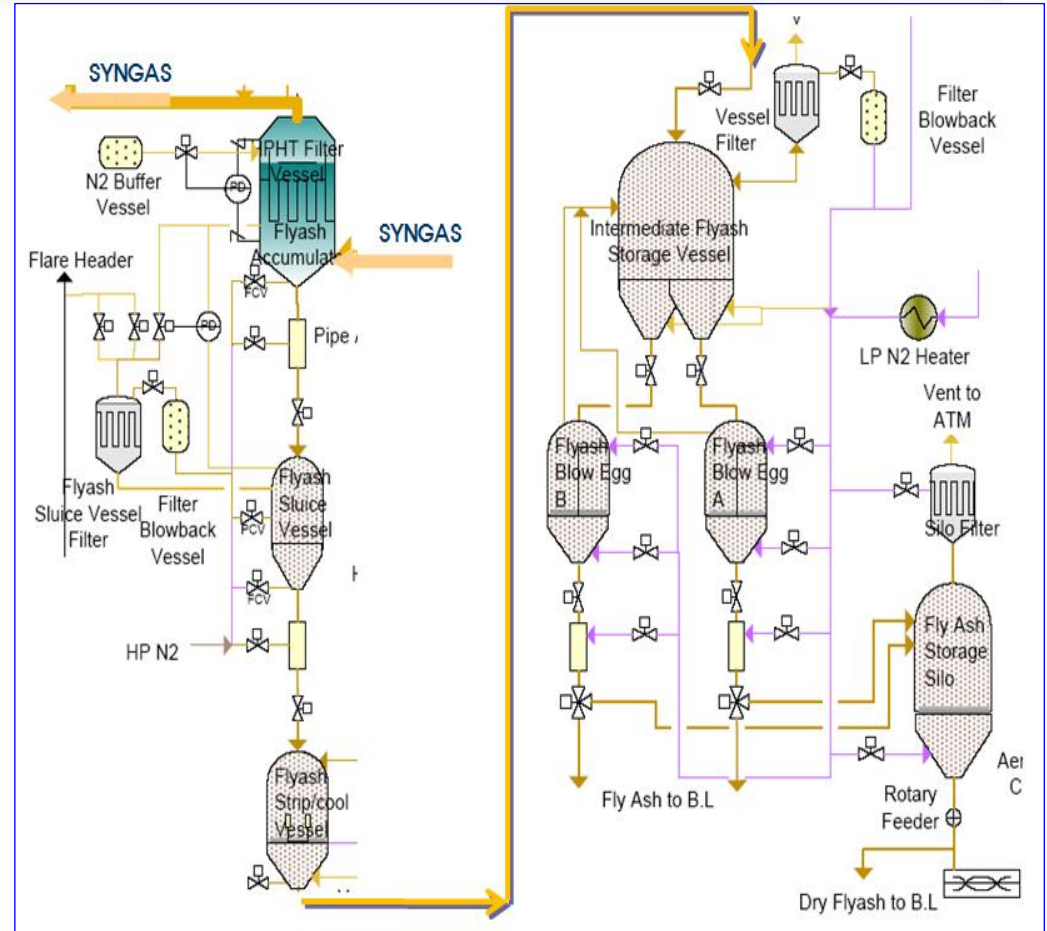 SYNGAS
HPHT Filter
Vessel
N2 Buffer
Vessel
PD
Flyash
Accumulat
SYNGAS
Flare Header
FCV
PD
Pipe
Flyash
Sluice Vessel
Filter
Filter
Blowback
Vessel
Flyash
Sluice
Vessel
PCV
FCV
HP N2
Flyash
Strip/cool
Vessel
Vessel
Filter
Filter
Blowback
Vessel
Intermediate Flyash
Storage Vessel
LP N2 Heater
Vent to
ATM
Flyash
Blow Egg
B
Flyash
Blow Egg
A
Silo Filter
Fly Ash
Storage
Silo
Fly Ash to B.L
Rotary
Feeder
Dry Flyash to B.L